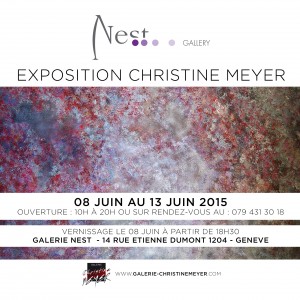 Nest
GALLERY
EXPOSITION CHRISTINE MEYER
08 JUIN AU 13 JUIN 2015
OUVERTURE : 10H À 20H OU SUR RENDEZ-VOUS AU : 079 431 30 18
VERNISSAGE LE 08 JUIN À PARTIR DE 18H30
GALERIE NEST - 14 RUE ETIENNE DUMONT 1204 - GENEVE
WWW.GALERIE-CHRISTINEMEYER.COM